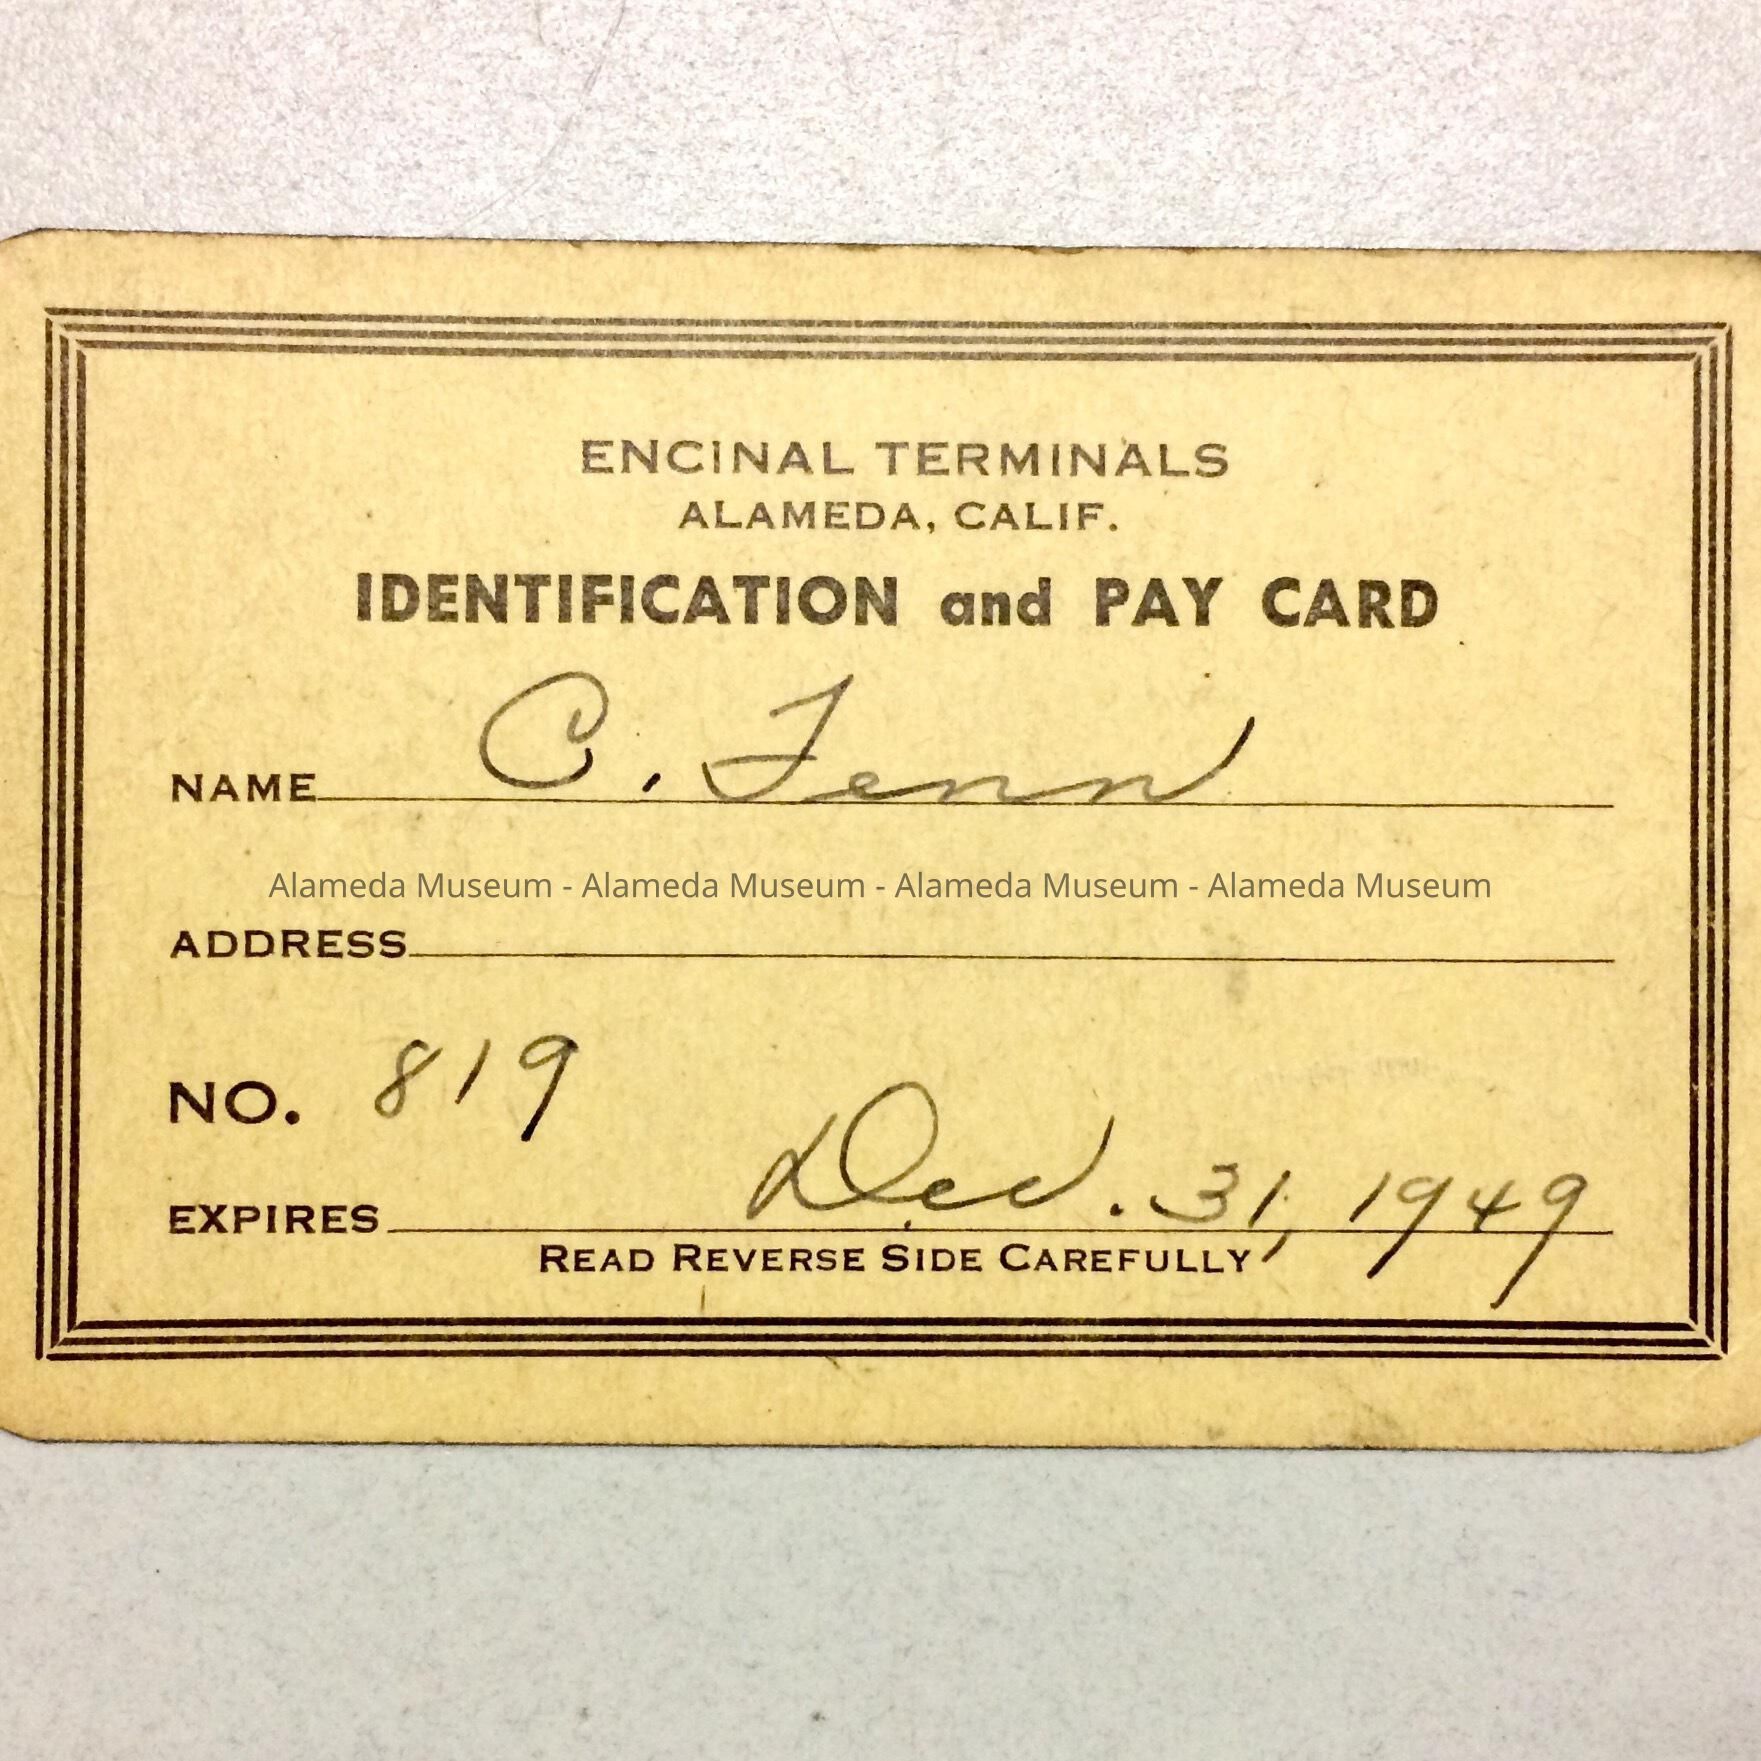 ENCINAL TERMINALS
ALAMEDA, CALIF.
IDENTIFICATION and PAY CARD
NAME C. Fenn
Alameda Museum - Alameda Museum - Alameda Museum - Alameda Museum
ADDRESS
NO. 819
EXPIRES Dec. 31, 1949
READ REVERSE SIDE CAREFULLY